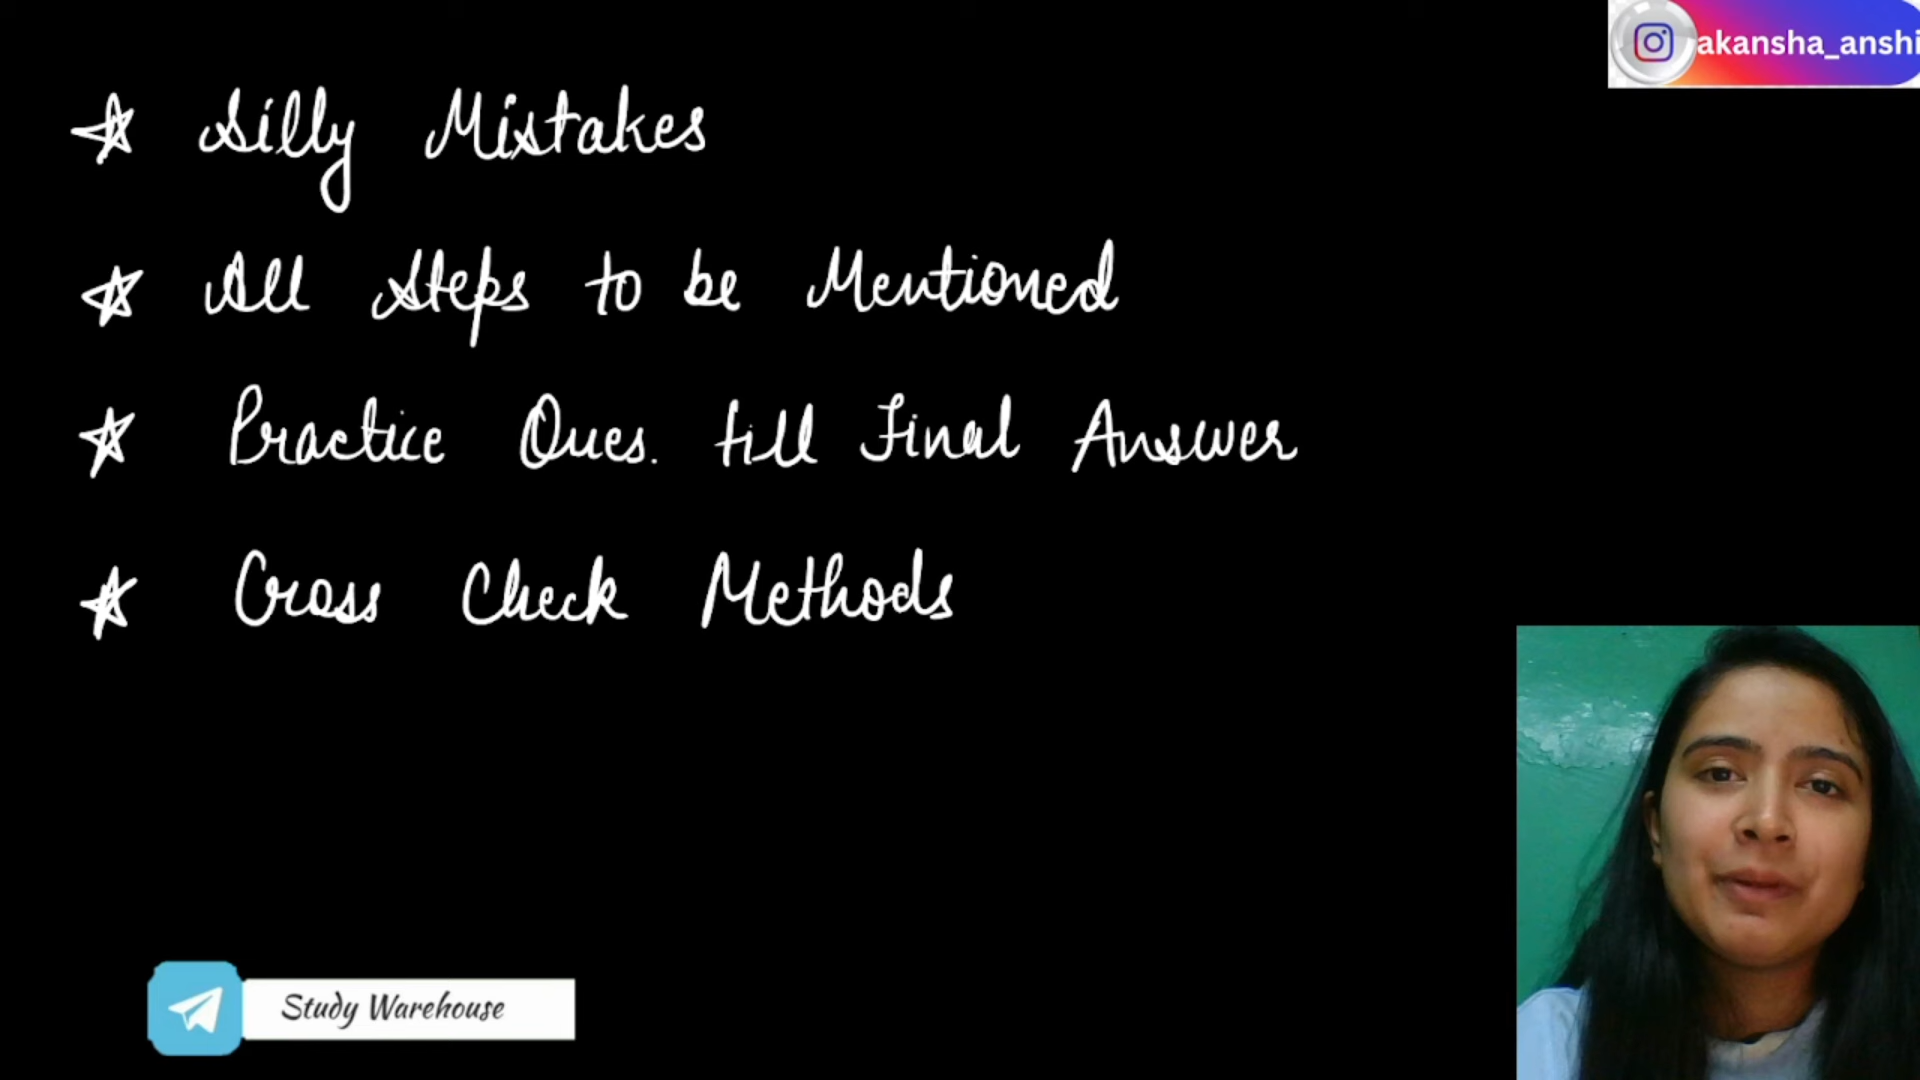 akansha_anshi
☆ Silly Mistakes
☆ All Steps to be Mentioned
☆ Practice Ques. till Final Answer
☆ Cross Check Methods
Study Warehouse